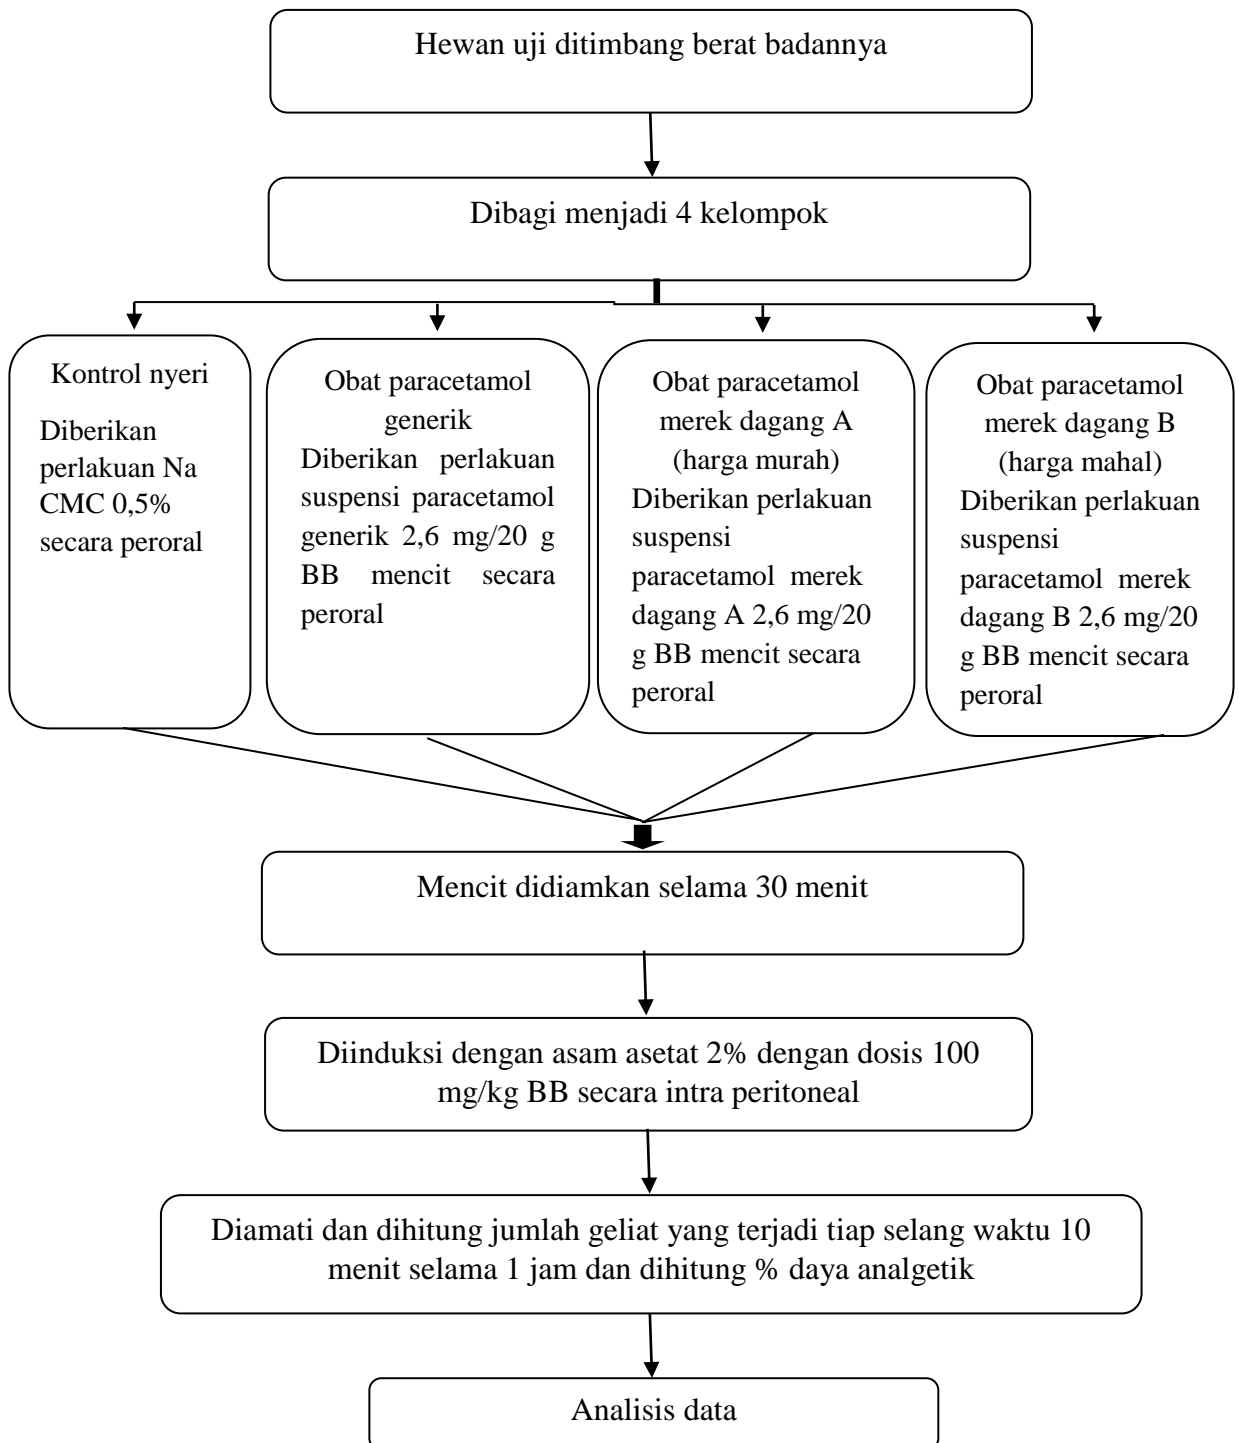 Hewan uji ditimbang berat badannya
Dibagi menjadi 4 kelompok
Kontrol nyeri
Diberikan
perlakuan Na
CMC 0,5%
secara peroral
Obat paracetamol
generik
Diberikan perlakuan
suspensi paracetamol
generik 2,6 mg/20 g
BB mencit secara
peroral
Obat paracetamol
merek dagang A
(harga murah)
Diberikan perlakuan
suspensi
paracetamol merek
dagang A 2,6 mg/20
g BB mencit secara
peroral
Obat paracetamol
merek dagang B
(harga mahal)
Diberikan perlakuan
suspensi
paracetamol merek
dagang B 2,6 mg/20
g BB mencit secara
peroral
Mencit didiamkan selama 30 menit
Diinduksi dengan asam asetat 2% dengan dosis 100
mg/kg BB secara intra peritoneal
Diamati dan dihitung jumlah geliat yang terjadi tiap selang waktu 10
menit selama 1 jam dan dihitung % daya analgetik
Analisis data